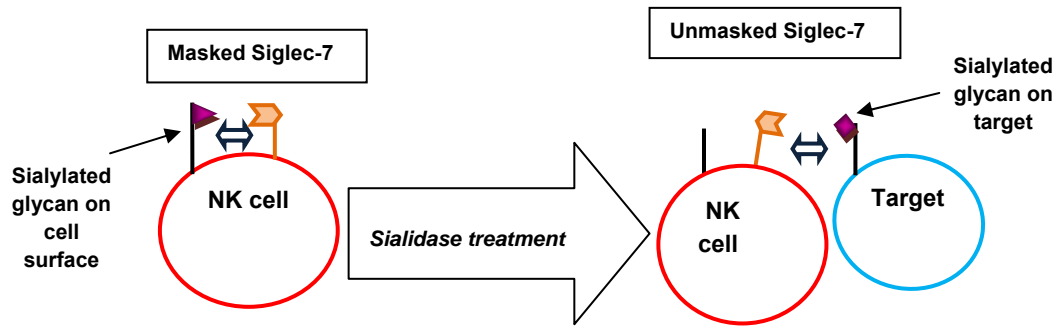 Masked Siglec-7
Unmasked Siglec-7
Sialylated
glycan on
cell
surface
NK cell
Sialidase treatment
NK
cell
Target
Sialylated
glycan on
target